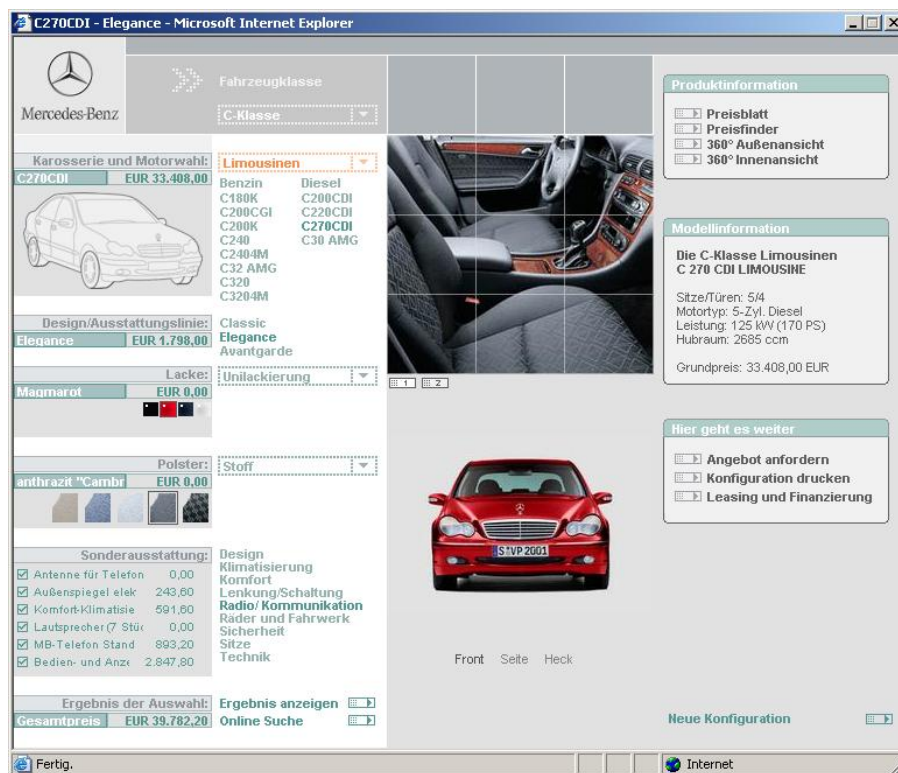 C270CDI - Elegance - Microsoft Internet Explorer
Mercedes-Benz
Fahrzeugklasse
C-Klasse
Karosserie und Motorwahl:
C270CDI EUR 33.408,00
Limousinen
Benzin Diesel
C180K C200CDI
C200CGI C220CDI
C200K C270CDI
C240 C30 AMG
C2404M
C32 AMG
C320
C3204M
Design/Ausstattungslinie:
Elegance EUR 1.798,00
Classic
Elegance
Avantgarde
Lacke:
Magmarot EUR 0,00
Unilackierung
Polster:
anthrazit "Cambr EUR 0,00
Stoff
Sonderausstattung:
Antenne für Telefon 0,00
Außenspiegel elek 243,60
Komfort-Klimatisie 591,60
Lautsprecher (7 Stüc 0,00
MB-Telefon Stand 893,20
Bedien- und Anze 2.847,80
Design
Klimatisierung
Komfort
Lenkung/Schaltung
Radio/ Kommunikation
Räder und Fahrwerk
Sicherheit
Sitze
Technik
Ergebnis der Auswahl:
Gesamtpreis EUR 39.782,20
Ergebnis anzeigen
Online Suche
1 2
S VP 2001
Front Seite Heck
Produktinformation
Preisblatt
Preisfinder
360° Außenansicht
360° Innenansicht
Modellinformation
Die C-Klasse Limousinen
C 270 CDI LIMOUSINE
Sitze/Türen: 5/4
Motortyp: 5-Zyl. Diesel
Leistung: 125 kW (170 PS)
Hubraum: 2685 ccm
Grundpreis: 33.408,00 EUR
Hier geht es weiter
Angebot anfordern
Konfiguration drucken
Leasing und Finanzierung
Neue Konfiguration
Fertig.
Internet